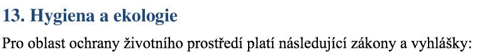 13. Hygiena a ekologie
Pro oblast ochrany životního prostředí platí následující zákony a vyhlášky: